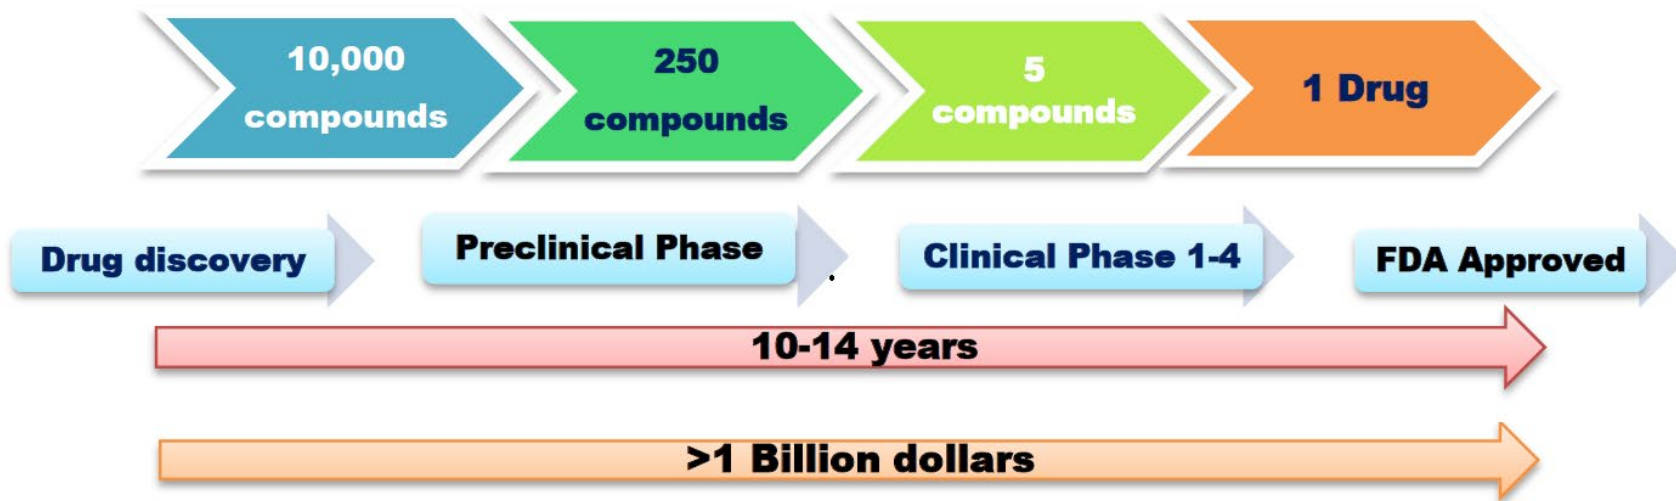 10,000
compounds
250
compounds
5
compounds
1 Drug
Drug discovery
Preclinical Phase
Clinical Phase 1-4
FDA Approved
10-14 years
>1 Billion dollars